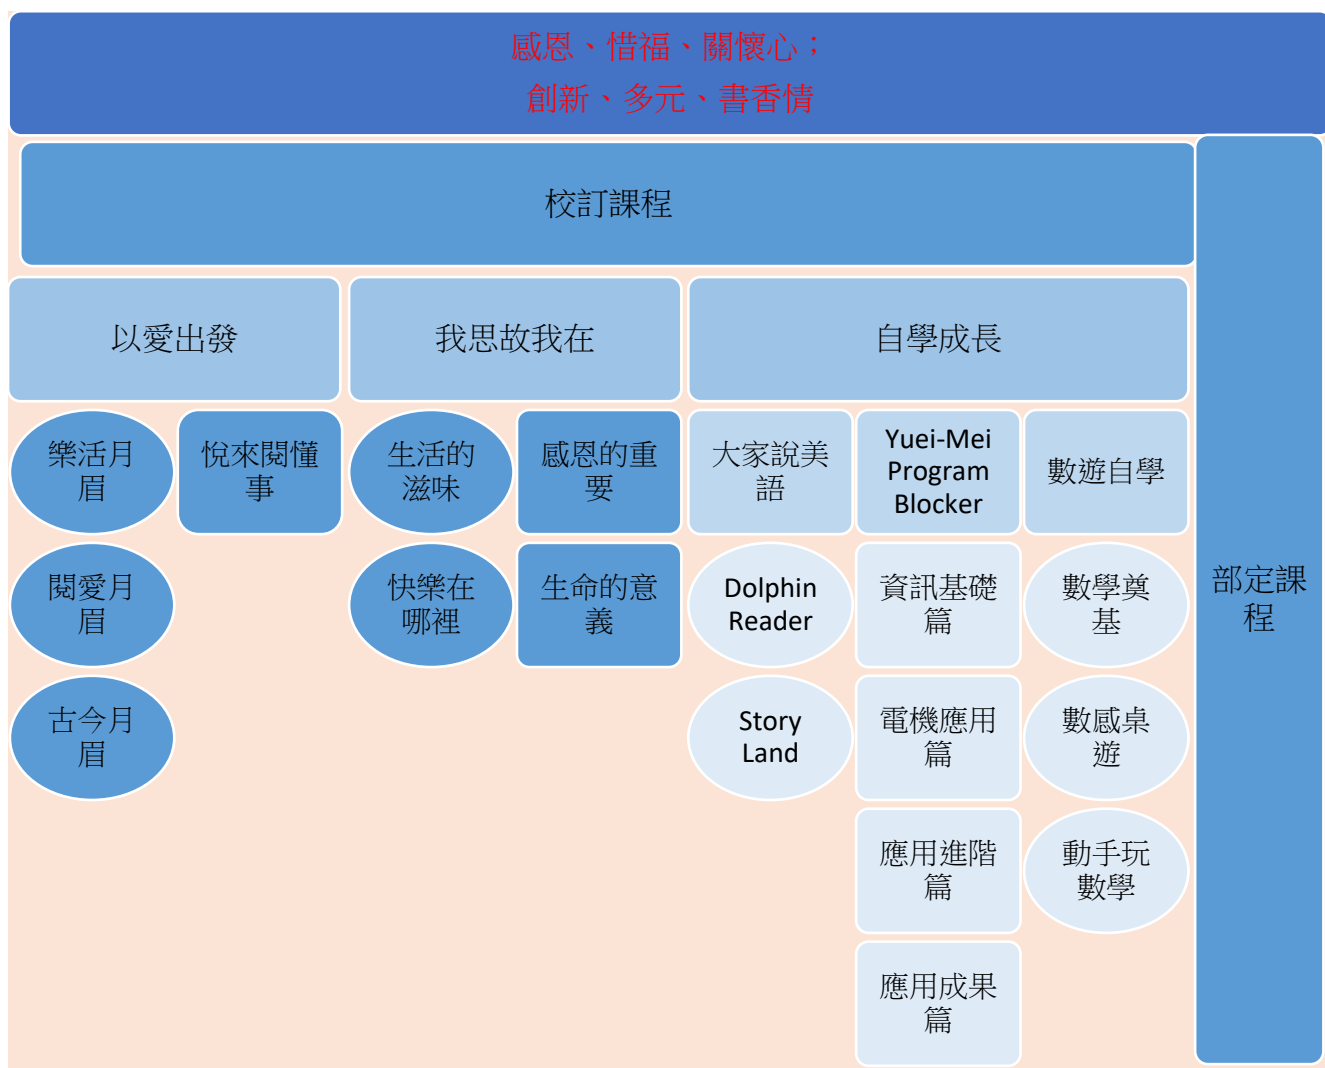 感恩、惜福、關懷心；
創新、多元、書香情
校訂課程
部定課
程
以愛出發
我思故我在
自學成長
樂活月
眉
悅來閱懂
事
生活的
滋味
感恩的重
要
大家說美
語
Yuei-Mei
Program
Blocker
數遊自學
閱愛月
眉
快樂在
哪裡
生命的意
義
Dolphin
Reader
資訊基礎
篇
數學奠
基
古今月
眉
Story
Land
電機應用
篇
數感桌
遊
應用進階
篇
動手玩
數學
應用成果
篇